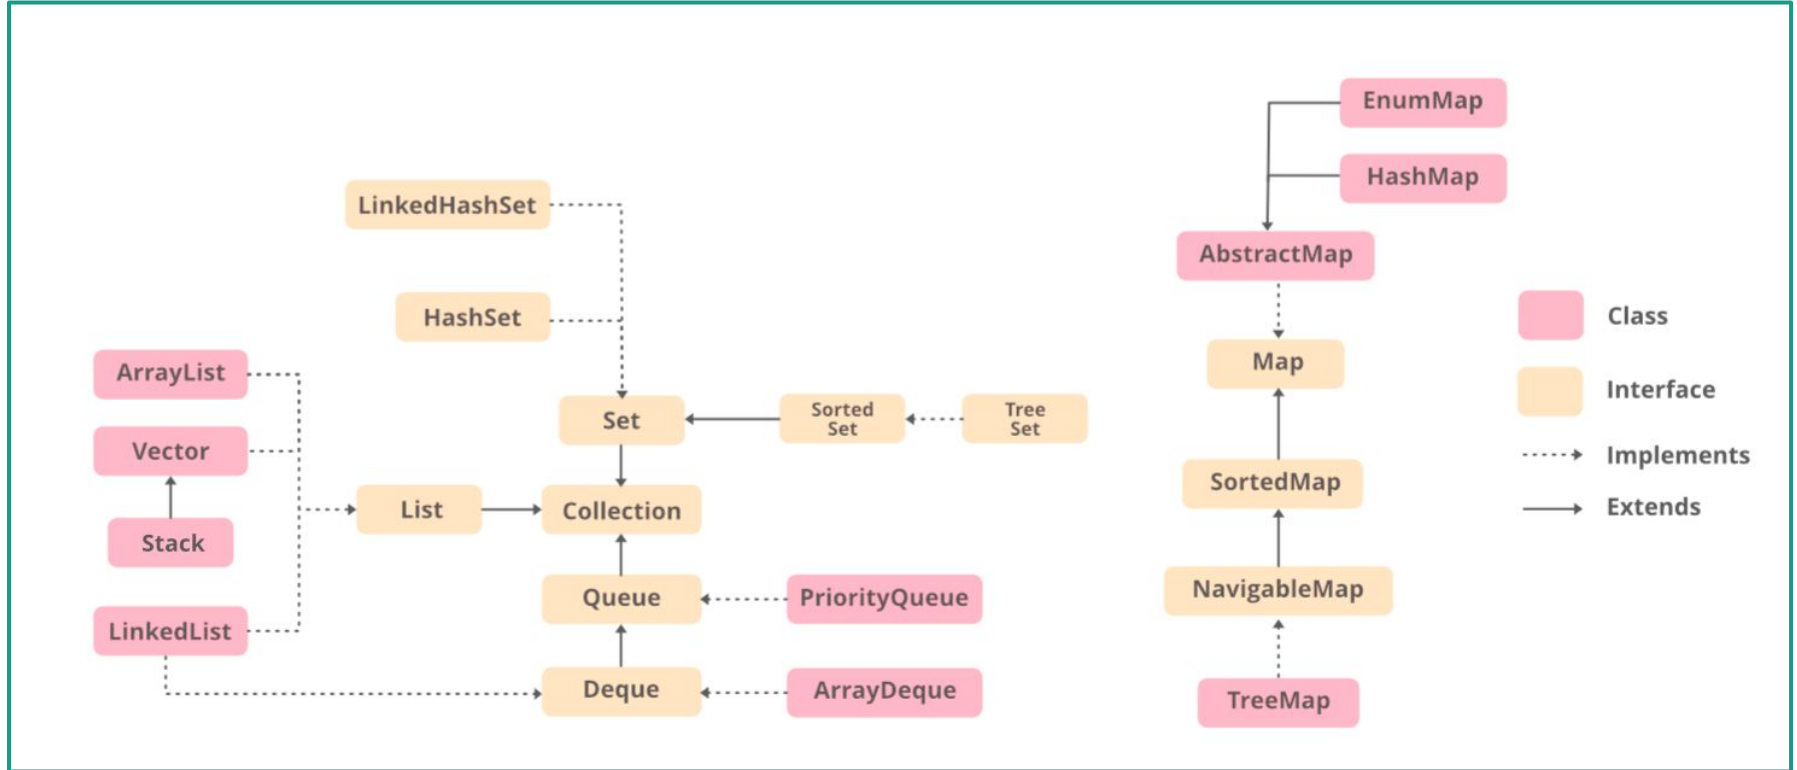 EnumMap
HashMap
LinkedHashSet
AbstractMap
HashSet
Class
Map
ArrayList
Interface
Set
Sorted
Set
Tree
Set
Vector
Implements
SortedMap
List
Collection
Extends
Stack
NavigableMap
Queue
PriorityQueue
LinkedList
Deque
ArrayDeque
TreeMap